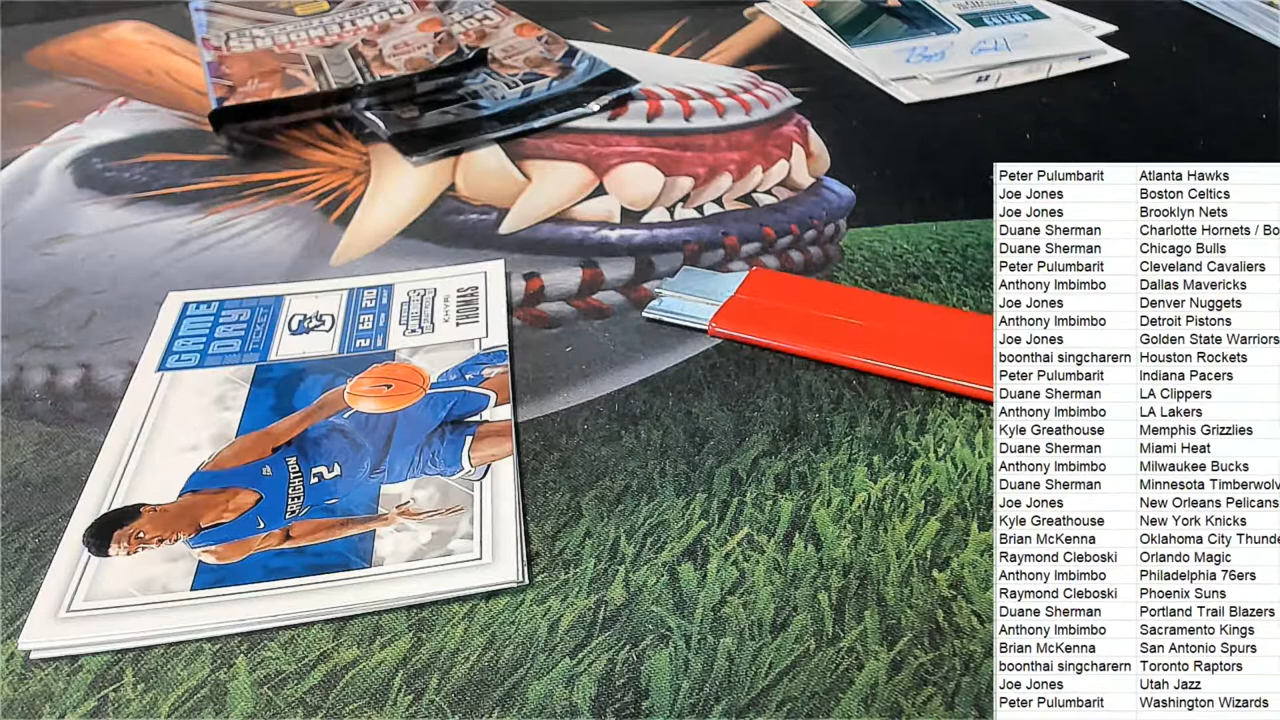 CONTENDERS
GAME
DAY
TICKET
2 63 210
CONTENDERS
KHYRI
THOMAS
CREIGHTON
2
Peter Pulumbarit Atlanta Hawks
Joe Jones Boston Celtics
Joe Jones Brooklyn Nets
Duane Sherman Charlotte Hornets / Bo
Duane Sherman Chicago Bulls
Peter Pulumbarit Cleveland Cavaliers
Anthony Imbimbo Dallas Mavericks
Joe Jones Denver Nuggets
Anthony Imbimbo Detroit Pistons
Joe Jones Golden State Warriors
boonthai singcharern Houston Rockets
Peter Pulumbarit Indiana Pacers
Duane Sherman LA Clippers
Anthony Imbimbo LA Lakers
Kyle Greathouse Memphis Grizzlies
Duane Sherman Miami Heat
Anthony Imbimbo Milwaukee Bucks
Duane Sherman Minnesota Timberwolv
Joe Jones New Orleans Pelicans
Kyle Greathouse New York Knicks
Brian McKenna Oklahoma City Thunde
Raymond Cleboski Orlando Magic
Anthony Imbimbo Philadelphia 76ers
Raymond Cleboski Phoenix Suns
Duane Sherman Portland Trail Blazers
Anthony Imbimbo Sacramento Kings
Brian McKenna San Antonio Spurs
boonthai singcharern Toronto Raptors
Joe Jones Utah Jazz
Peter Pulumbarit Washington Wizards